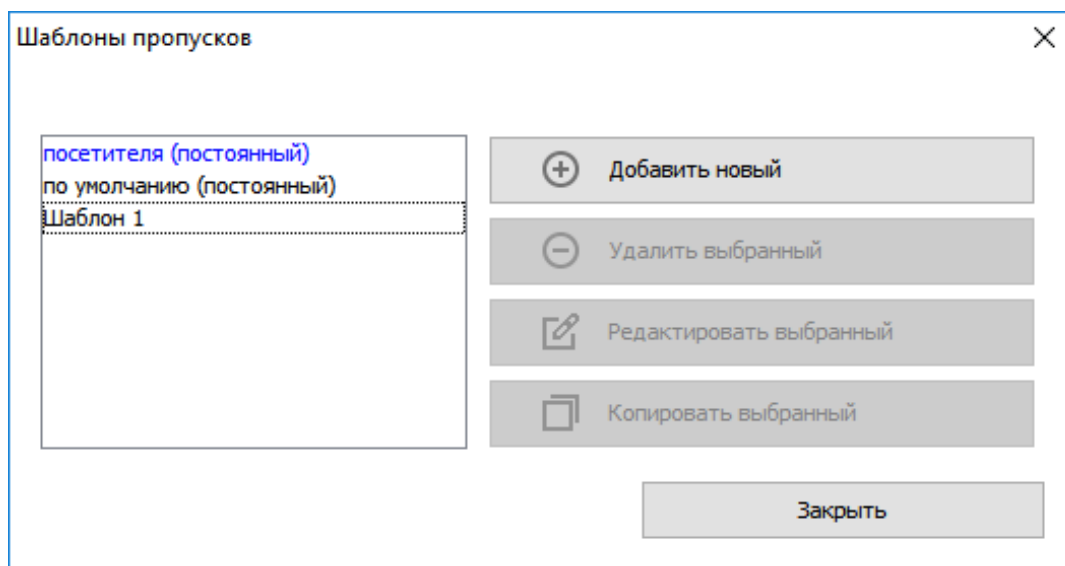 Шаблоны пропусков
посетителя (постоянный)
по умолчанию (постоянный)
Шаблон 1
Добавить новый
Удалить выбранный
Редактировать выбранный
Копировать выбранный
Закрыть